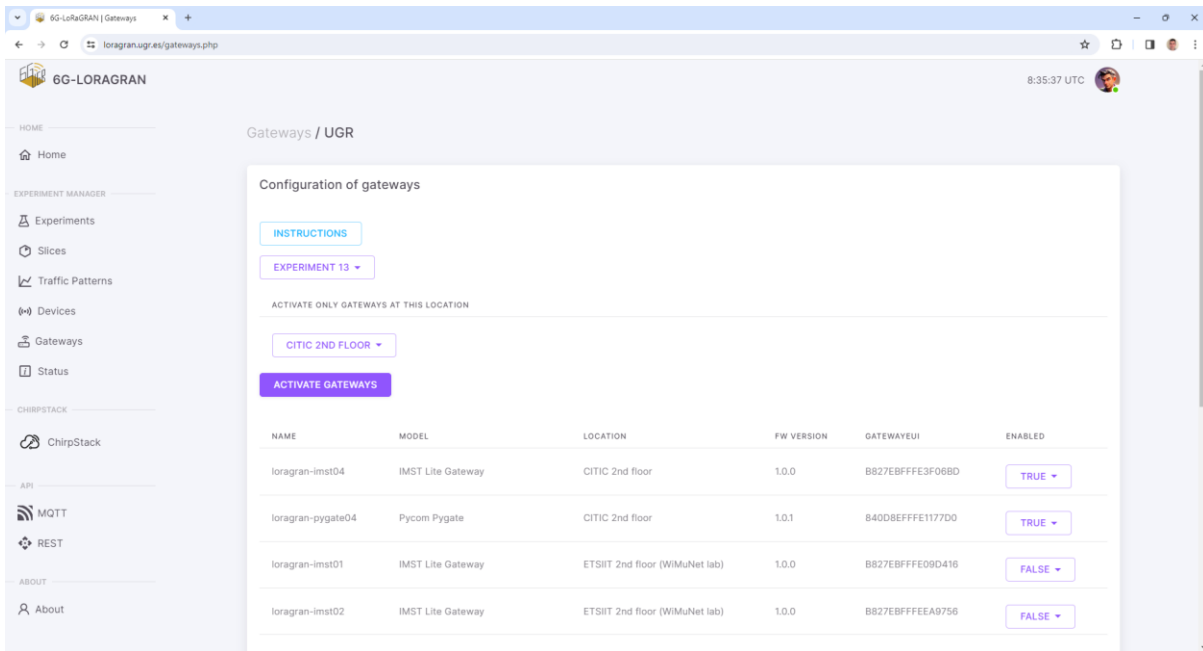 6G-LoRaGRAN | Gateways
loragran.ugr.es/gateways.php
6G-LORAGRAN
8:35:37 UTC
HOME
Home
EXPERIMENT MANAGER
Experiments
Slices
Traffic Patterns
Devices
Gateways
Status
CHIRPSTACK
ChirpStack
API
MQTT
REST
ABOUT
About
Gateways / UGR
Configuration of gateways
INSTRUCTIONS
EXPERIMENT 13
ACTIVATE ONLY GATEWAYS AT THIS LOCATION
CITIC 2ND FLOOR
ACTIVATE GATEWAYS
NAME MODEL LOCATION FW VERSION GATEWAYEUI ENABLED
loragran-imst04 IMST Lite Gateway CITIC 2nd floor 1.0.0 B827EBFFFE3F06BD TRUE
loragran-pygate04 Pycom Pygate CITIC 2nd floor 1.0.1 840D8EFFFE1177D0 TRUE
loragran-imst01 IMST Lite Gateway ETSIIT 2nd floor (WiMuNet lab) 1.0.0 B827EBFFFE09D416 FALSE
loragran-imst02 IMST Lite Gateway ETSIIT 2nd floor (WiMuNet lab) 1.0.0 B827EBFFFEEA9756 FALSE